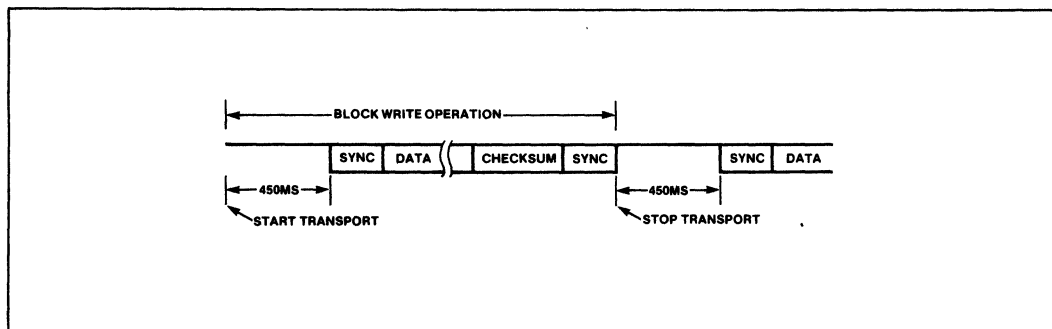 BLOCK WRITE OPERATION
SYNC DATA CHECKSUM SYNC SYNC DATA
450MS 450MS
START TRANSPORT STOP TRANSPORT